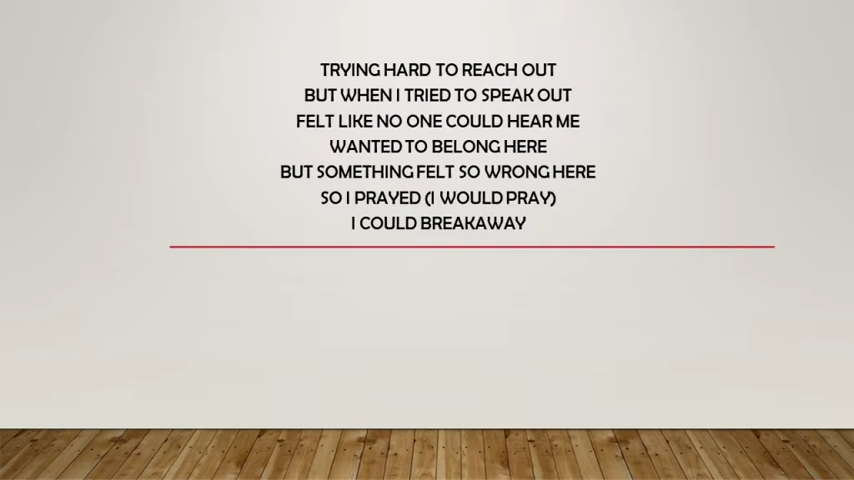 TRYING HARD TO REACH OUT
BUT WHEN I TRIED TO SPEAK OUT
FELT LIKE NO ONE COULD HEAR ME
WANTED TO BELONG HERE
BUT SOMETHING FELT SO WRONG HERE
SO I PRAYED (I WOULD PRAY)
I COULD BREAKAWAY